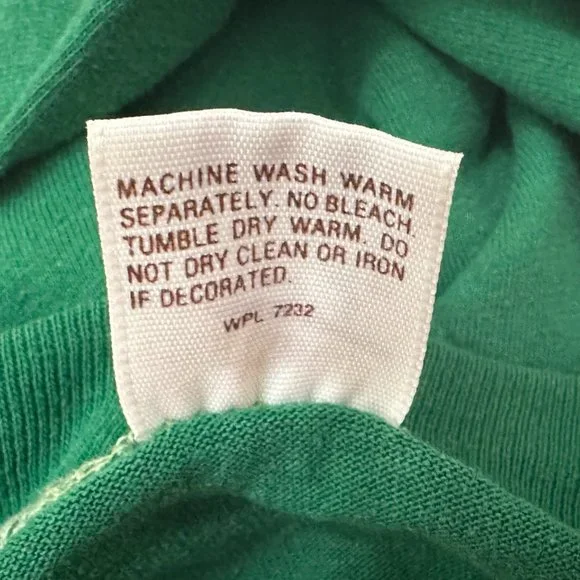 MACHINE WASH WARM
SEPARATELY. NO BLEACH.
TUMBLE DRY WARM. DO
NOT DRY CLEAN OR IRON
IF DECORATED.
WPL 7232